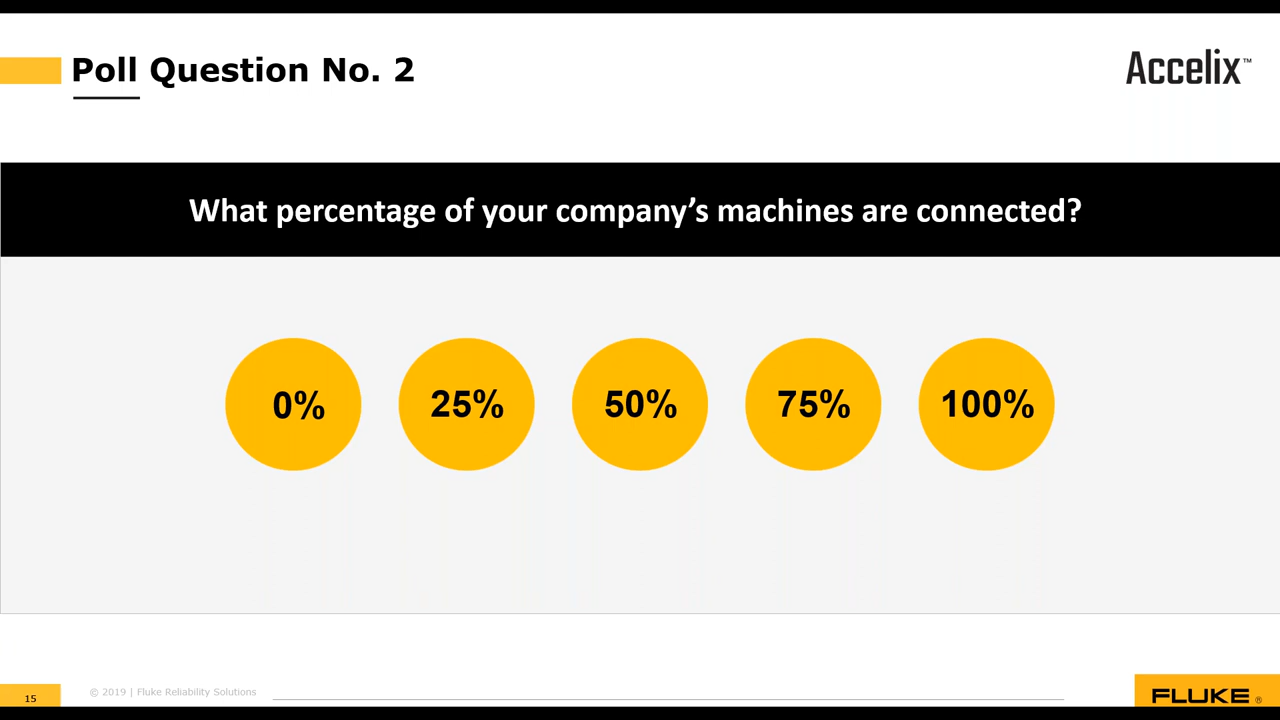 Poll Question No. 2
Accelix™
What percentage of your company’s machines are connected?
0% 25% 50% 75% 100%
15
© 2019 | Fluke Reliability Solutions
FLUKE®